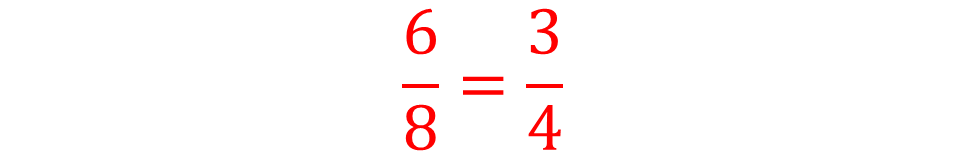 6/8 = 3/4